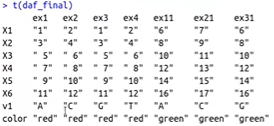 > t(daf_final)
ex1 ex2 ex3 ex4 ex11 ex21 ex31
X1 "1" "2" "1" "2" "6" "7" "6"
X2 "3" "4" "3" "4" "8" "9" "8"
X3 " 5" " 6" " 5" " 6" "10" "11" "10"
X4 " 7" " 8" " 7" " 8" "12" "13" "12"
X5 " 9" "10" " 9" "10" "14" "15" "14"
X6 "11" "12" "11" "12" "16" "17" "16"
v1 "A" "C" "G" "T" "A" "C" "G"
color "red" "red" "red" "red" "green" "green" "green"